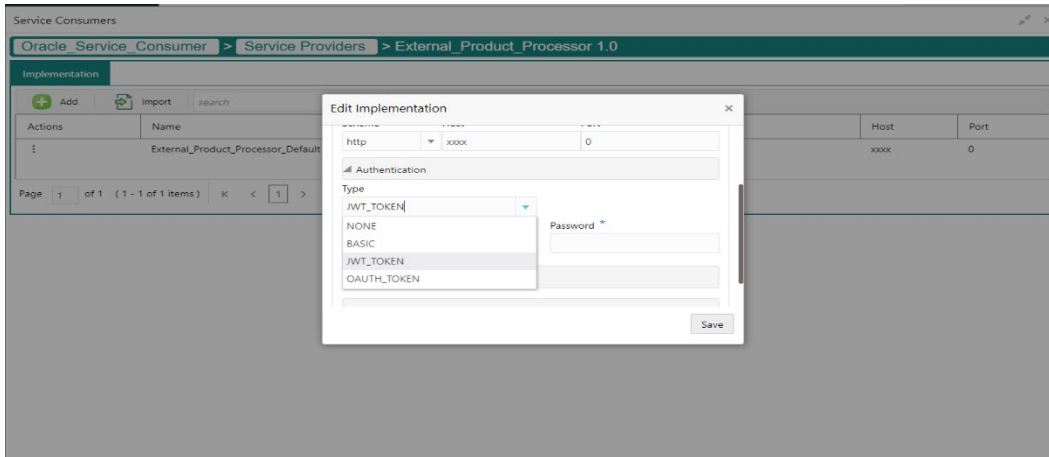 Service Consumers
Oracle_Service_Consumer > Service Providers > External_Product_Processor 1.0
Implementation
Add Import search
Actions Name Host Port
External_Product_Processor_Default xxxx 0
Page 1 of 1 (1 - 1 of 1 items) K < 1 >
Edit Implementation
http xxxx 0
Authentication
Type
JWT_TOKEN
NONE
Password *
BASIC
JWT_TOKEN
OAUTH_TOKEN
Save